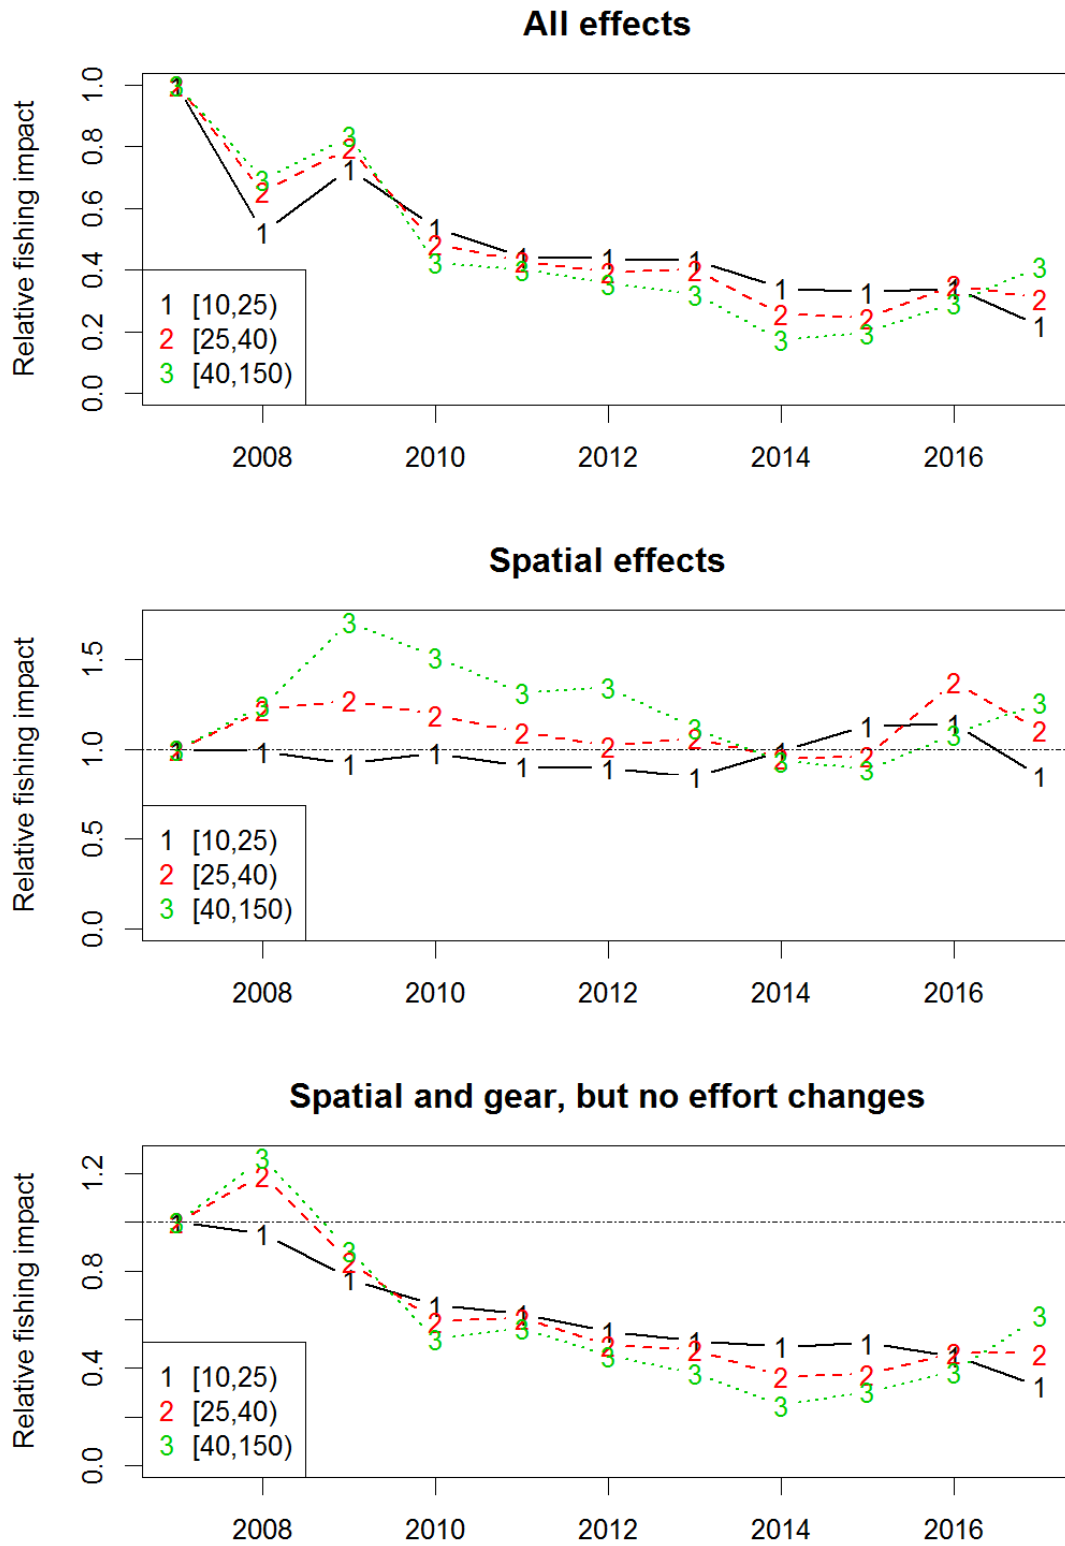 All effects
Relative fishing impact
1.0
0.8
0.6
0.4
0.2
0.0
1 [10,25)
2 [25,40)
3 [40,150)
2008 2010 2012 2014 2016
Spatial effects
Relative fishing impact
1.5
1.0
0.5
0.0
1 [10,25)
2 [25,40)
3 [40,150)
2008 2010 2012 2014 2016
Spatial and gear, but no effort changes
Relative fishing impact
1.2
0.8
0.4
0.0
1 [10,25)
2 [25,40)
3 [40,150)
2008 2010 2012 2014 2016